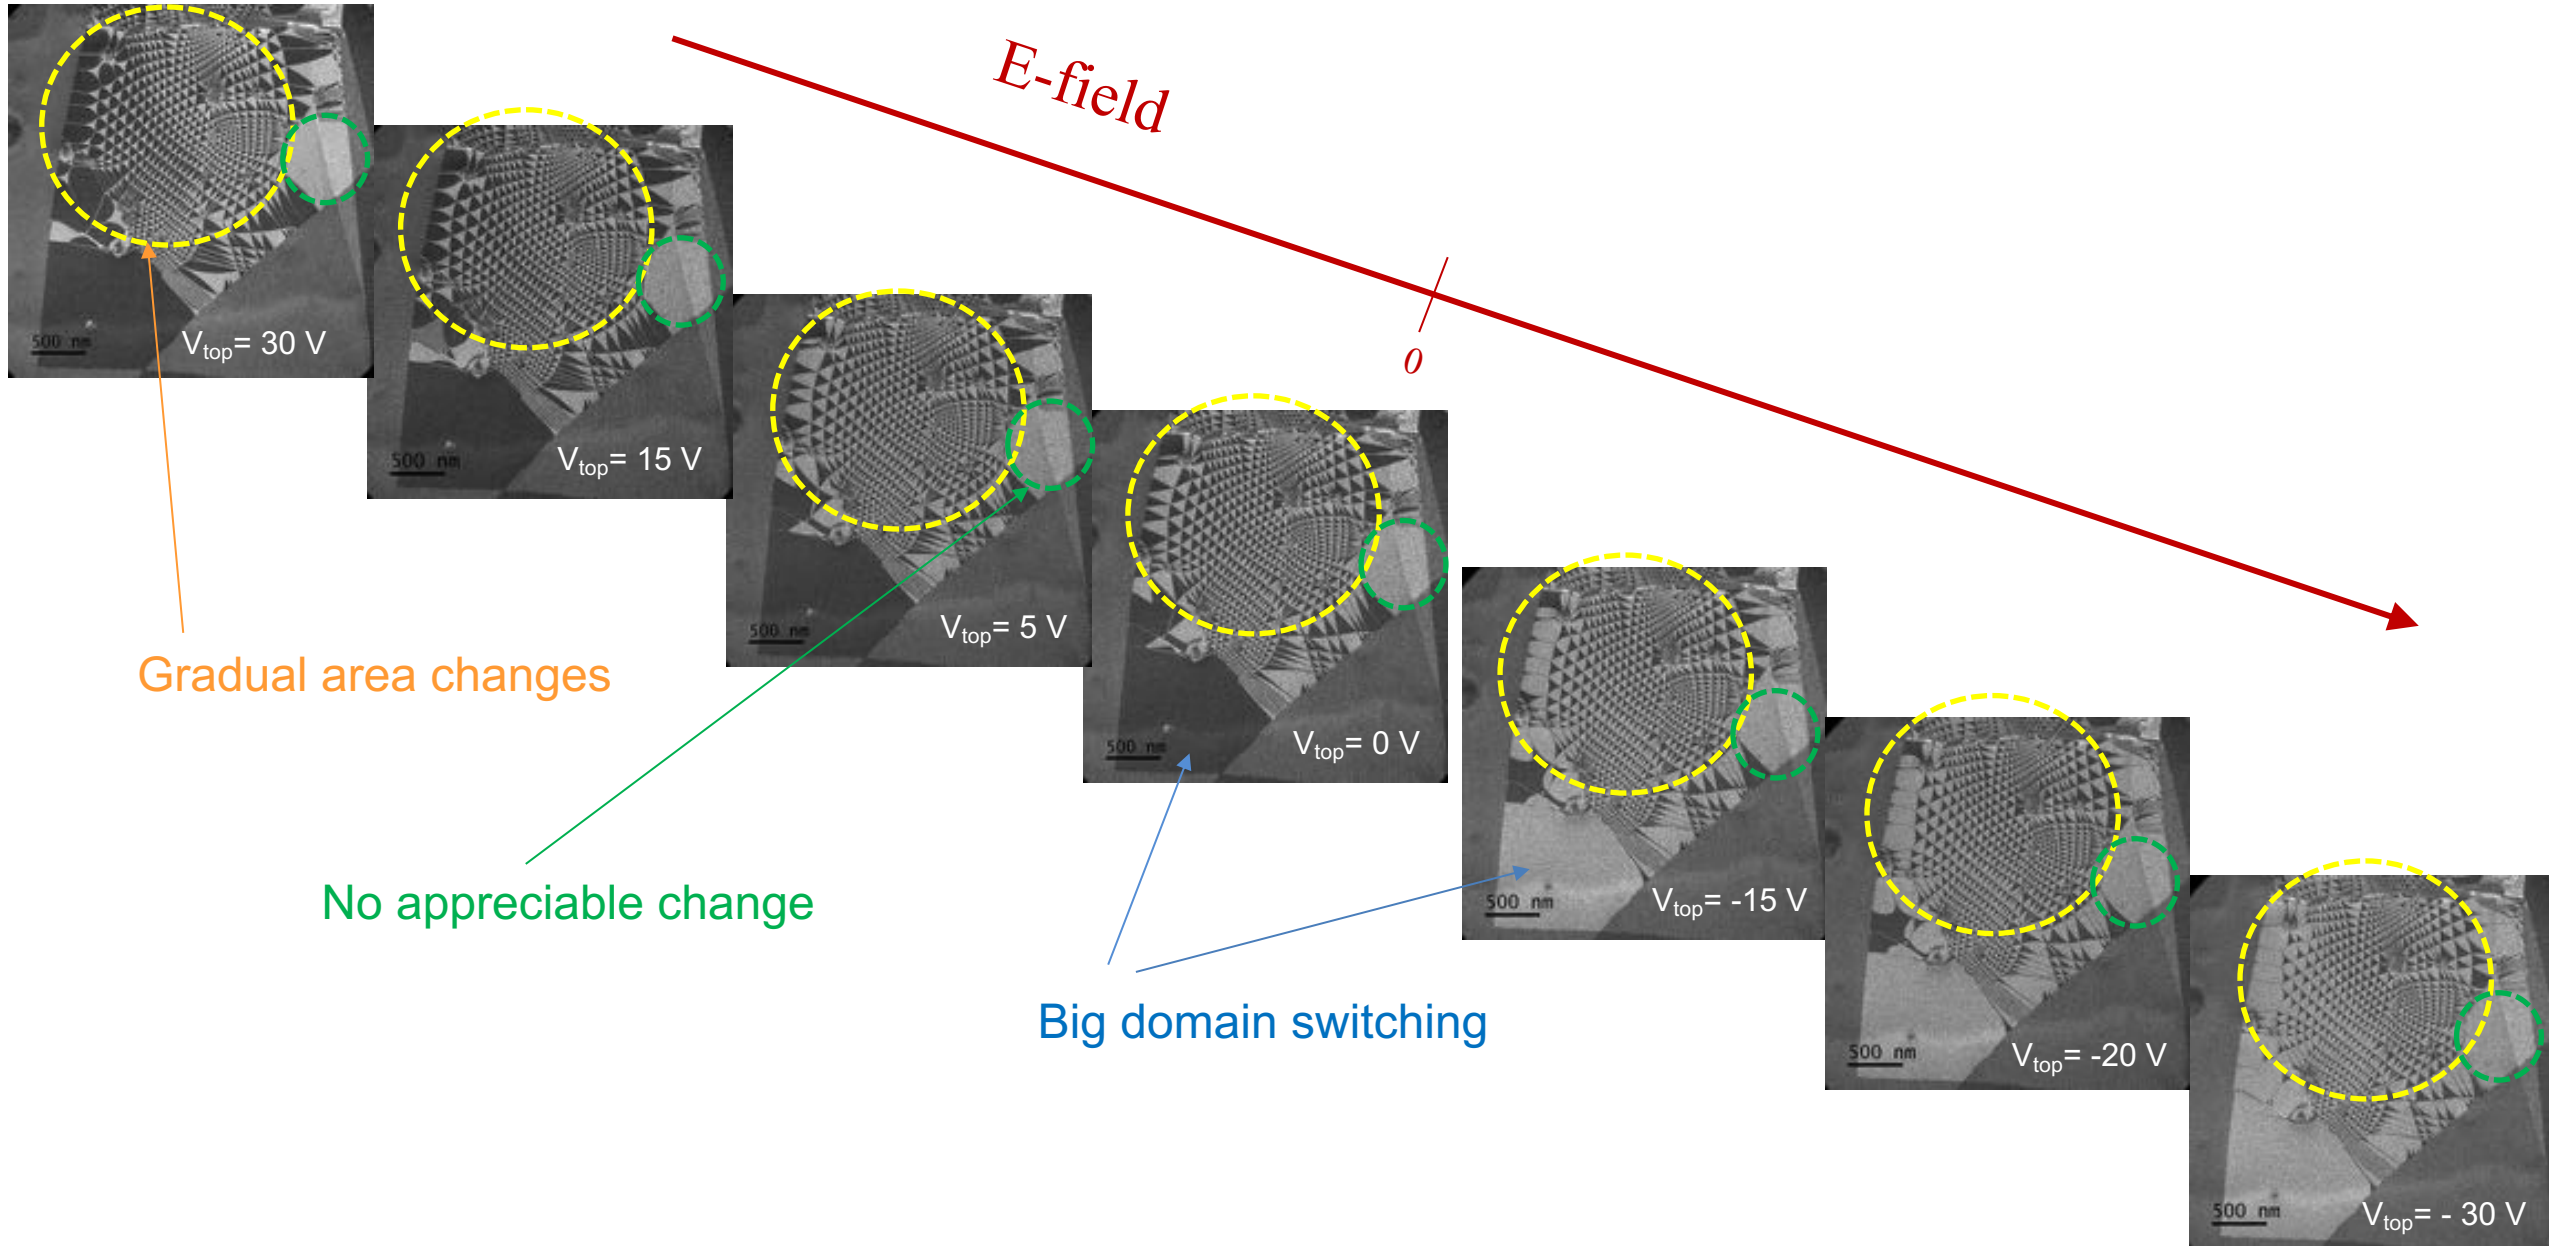 E-field
0
500 nm
V_top= 30 V
500 nm
V_top= 15 V
500 nm
V_top= 5 V
500 nm
V_top= 0 V
500 nm
V_top= -15 V
500 nm
V_top= -20 V
500 nm
V_top= - 30 V
Gradual area changes
No appreciable change
Big domain switching